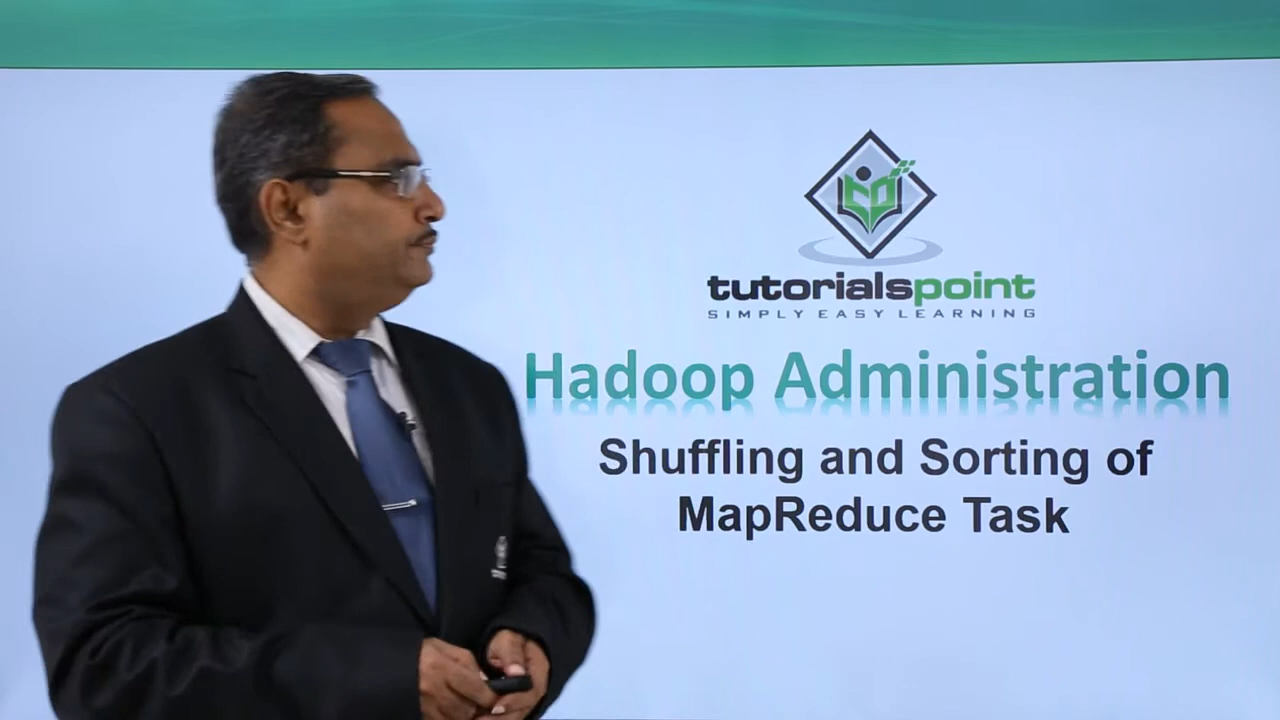 tutorialspoint
SIMPLY EASY LEARNING
Hadoop Administration
Shuffling and Sorting of
MapReduce Task